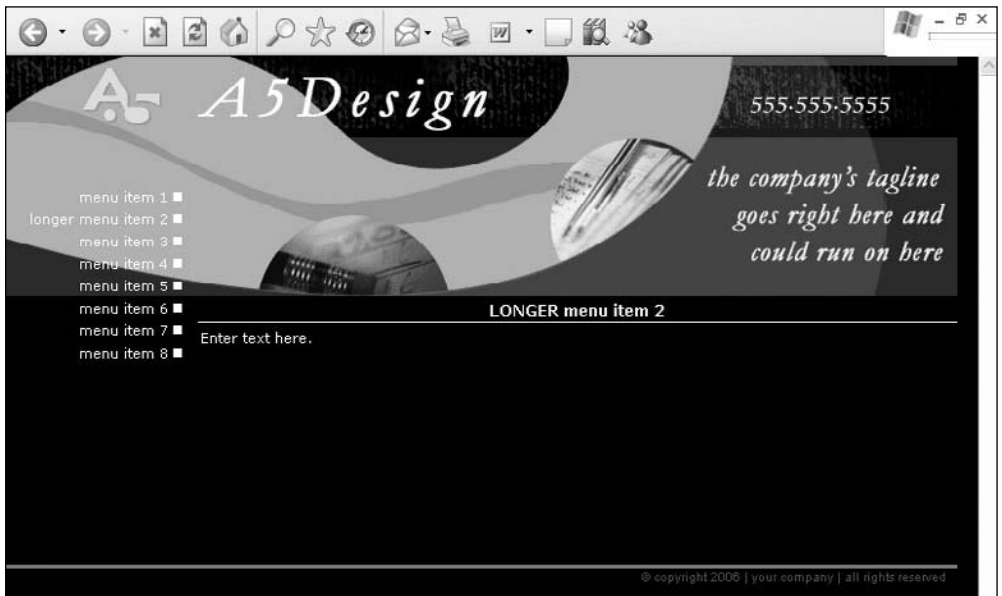 A5
A5Design
555·555·5555
the company's tagline
goes right here and
could run on here
menu item 1
longer menu item 2
menu item 3
menu item 4
menu item 5
menu item 6
menu item 7
menu item 8
LONGER menu item 2
Enter text here.
© copyright 2006 | your company | all rights reserved